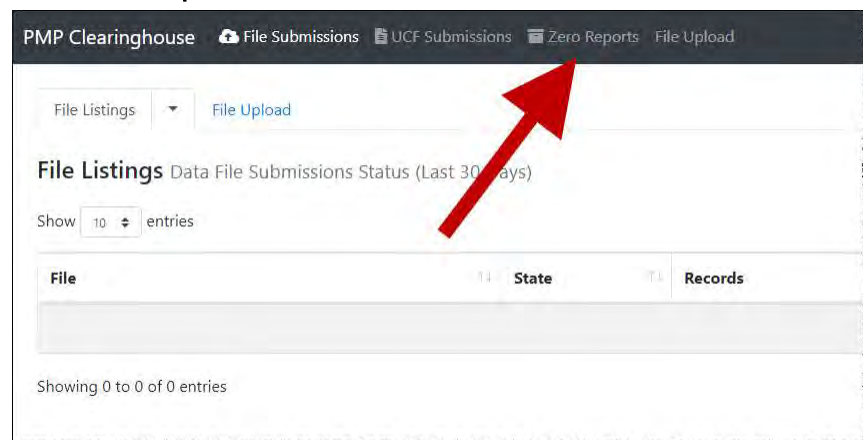 PMP Clearinghouse File Submissions UCF Submissions Zero Reports File Upload
File Listings File Upload
File Listings Data File Submissions Status (Last 30 Days)
Show 10 entries
File State Records
Showing 0 to 0 of 0 entries